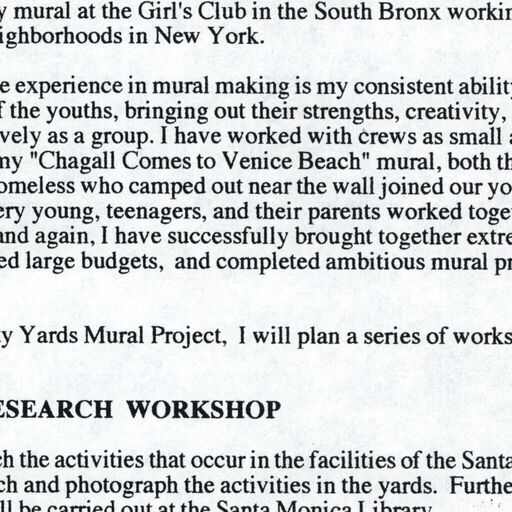 y mural at the Girl's Club in the South Bronx workin
ighborhoods in New York.
e experience in mural making is my consistent ability
f the youths, bringing out their strengths, creativity,
vely as a group. I have worked with crews as small a
my "Chagall Comes to Venice Beach" mural, both th
omeless who camped out near the wall joined our yo
ery young, teenagers, and their parents worked toge
and again, I have successfully brought together extre
ed large budgets, and completed ambitious mural pr
y Yards Mural Project, I will plan a series of works
ESEARCH WORKSHOP
ch the activities that occur in the facilities of the Santa
ch and photograph the activities in the yards. Furthe
ll be carried out at the Santa Monica Library